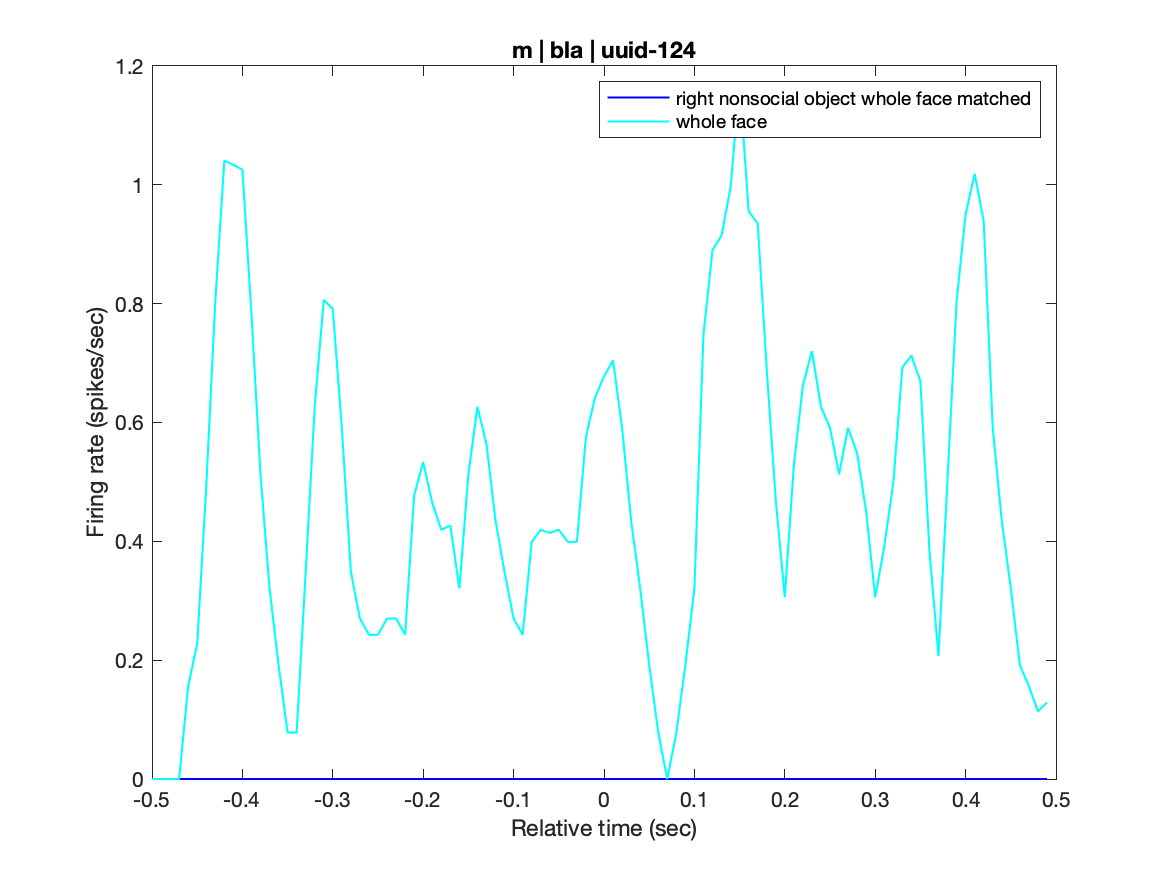 m | bla | uuid-124
1.2
right nonsocial object whole face matched
whole face
1
0.8
0.6
0.4
0.2
0
Firing rate (spikes/sec)
-0.5 -0.4 -0.3 -0.2 -0.1 0 0.1 0.2 0.3 0.4 0.5
Relative time (sec)